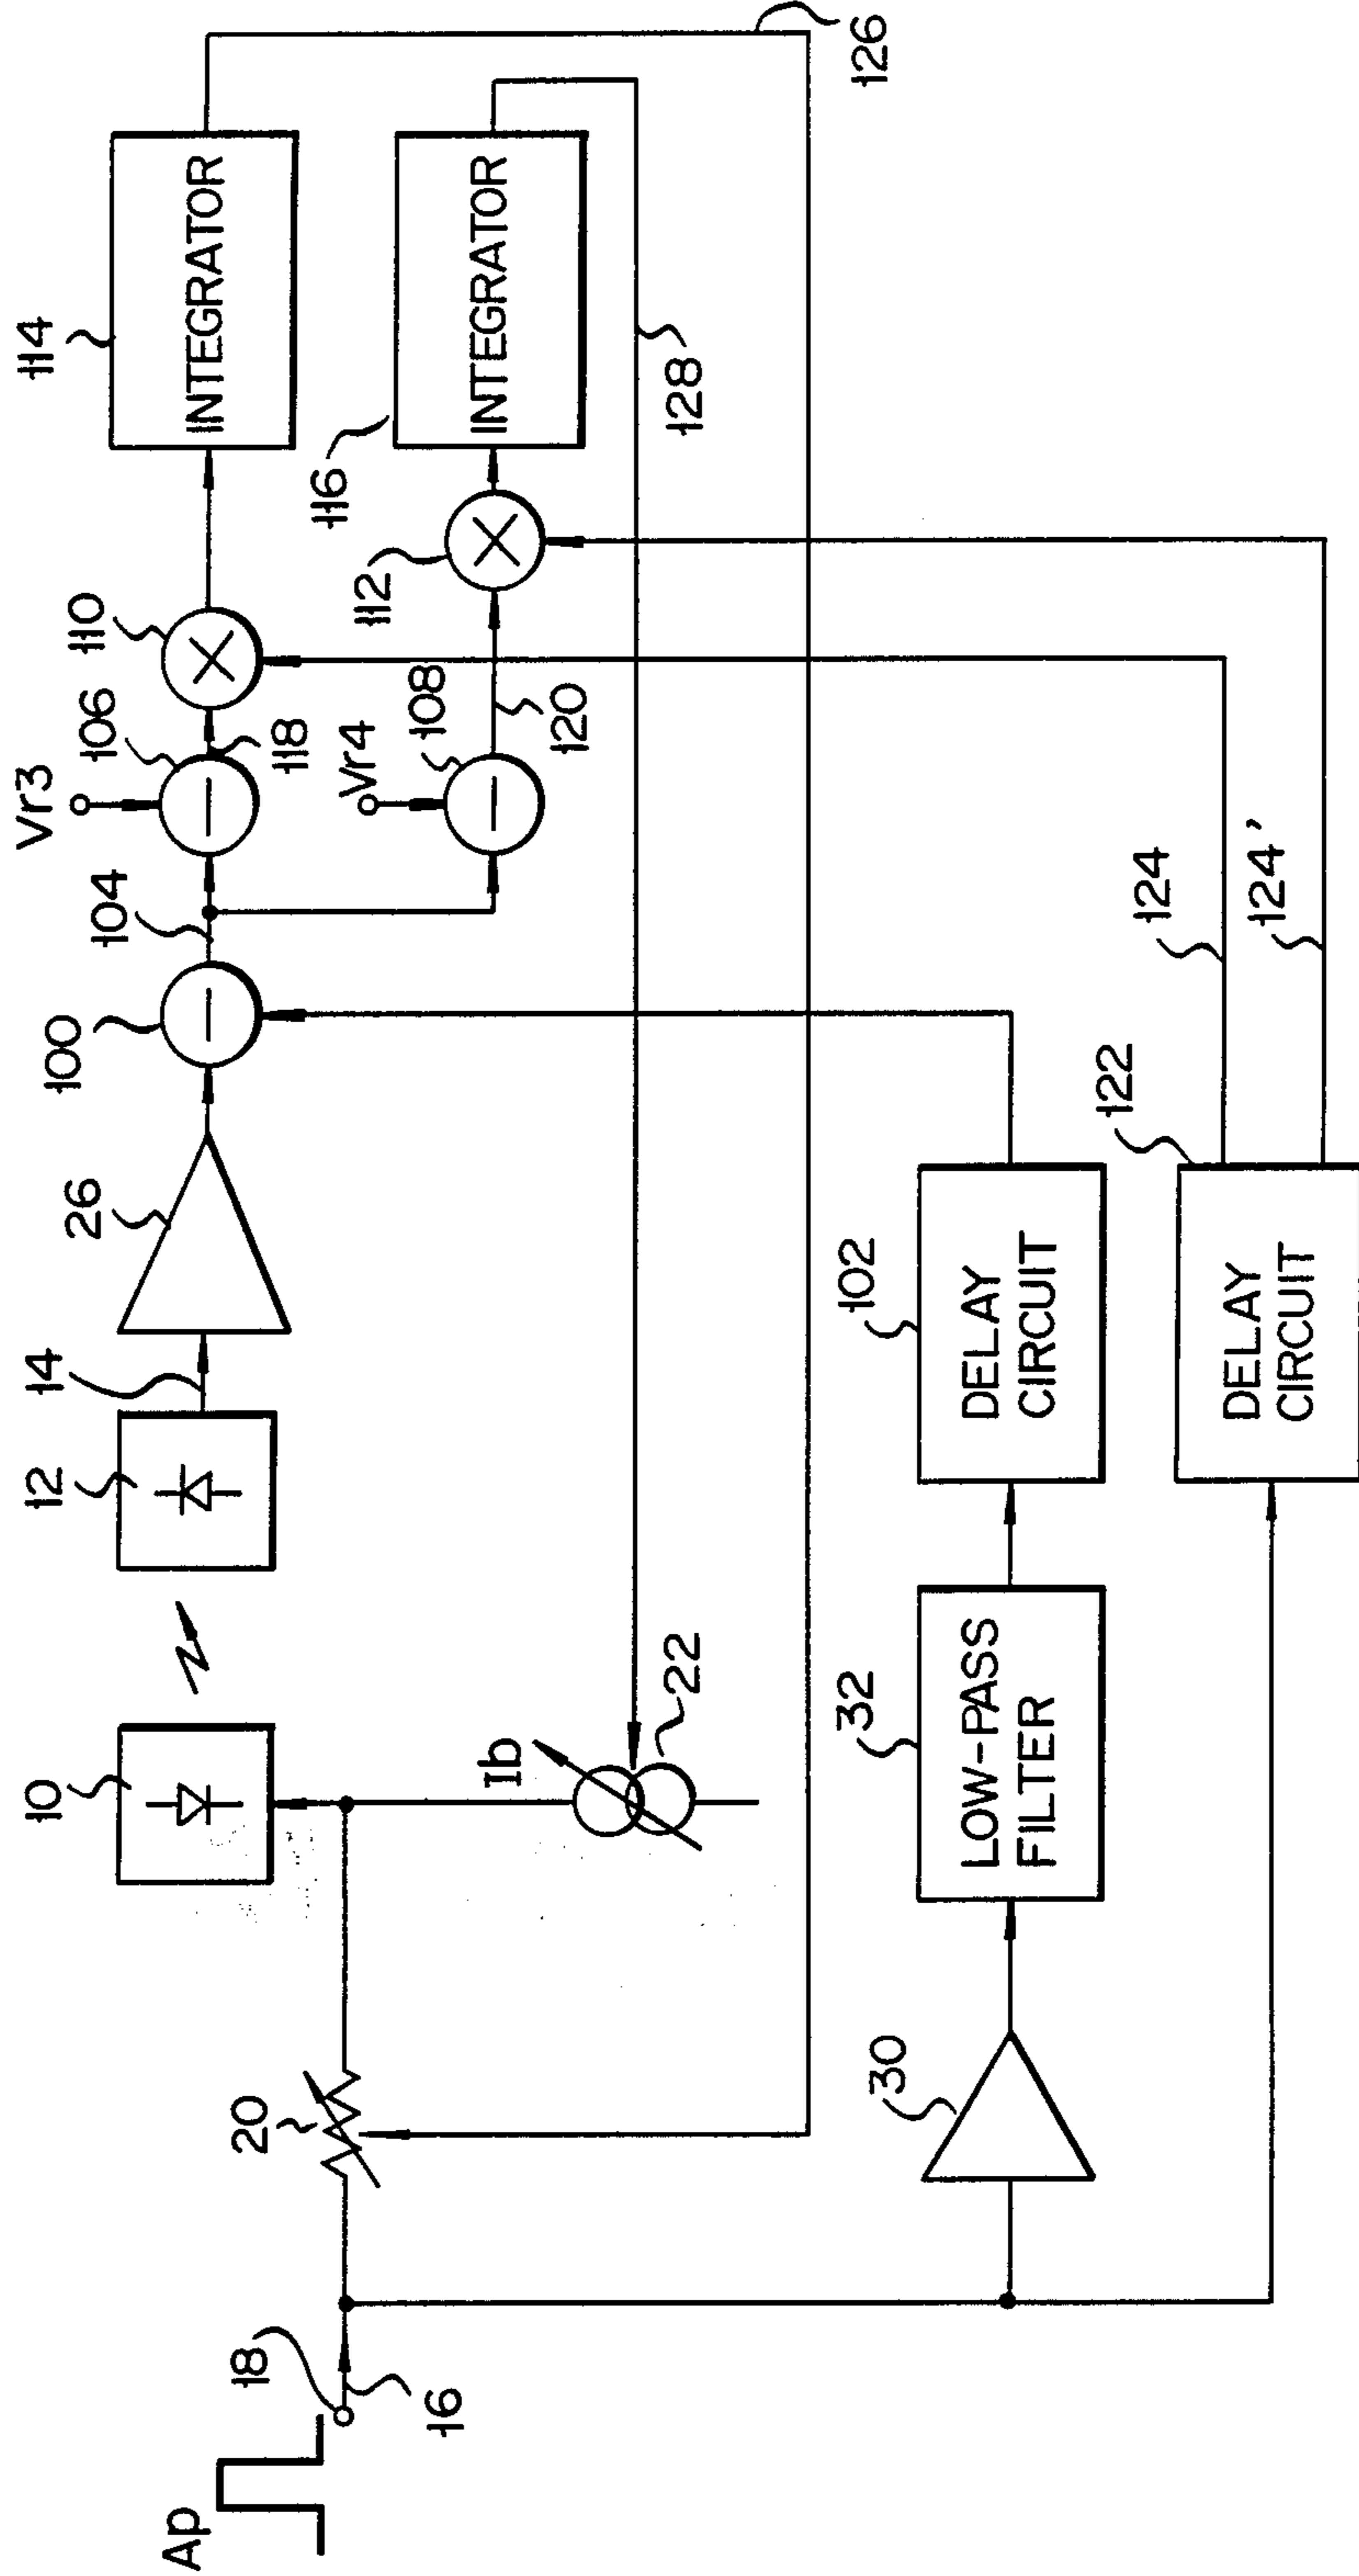 Ap
18
16
20
10
12
14
26
100
104
Vr3
106
118
110
114
INTEGRATOR
Ib
22
Vr4
108
120
112
116
INTEGRATOR
128
126
30
32
LOW-PASS
FILTER
102
DELAY
CIRCUIT
122
DELAY
CIRCUIT
124
124'